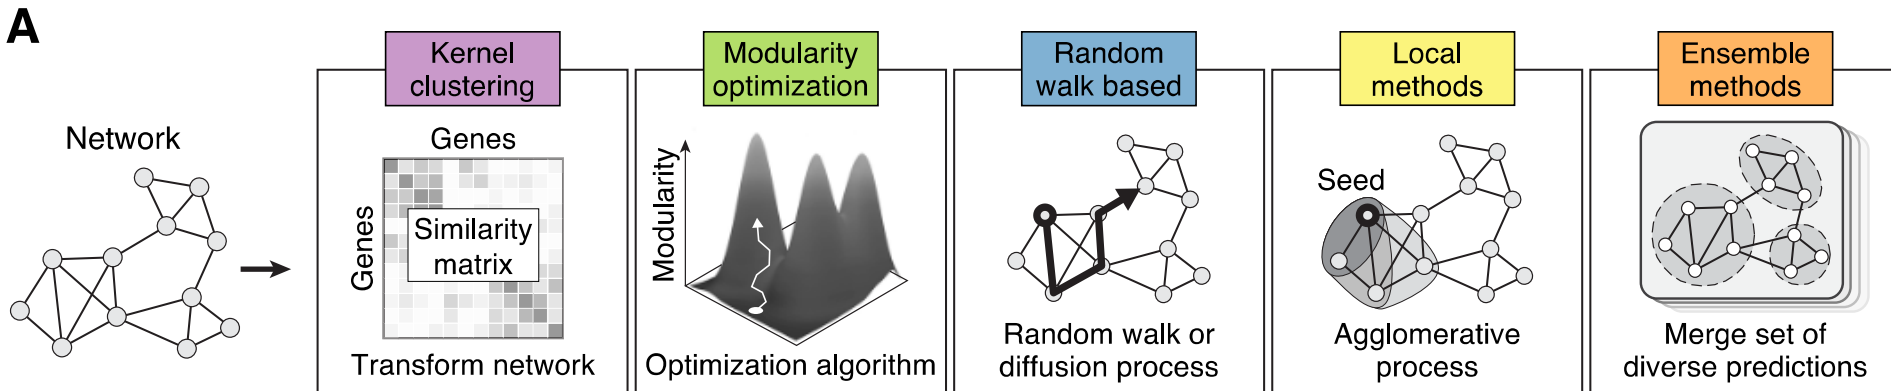 A
Network
Kernel
clustering
Genes
Genes
Similarity
matrix
Transform network
Modularity
optimization
Modularity
Optimization algorithm
Random
walk based
Random walk or
diffusion process
Local
methods
Seed
Agglomerative
process
Ensemble
methods
Merge set of
diverse predictions